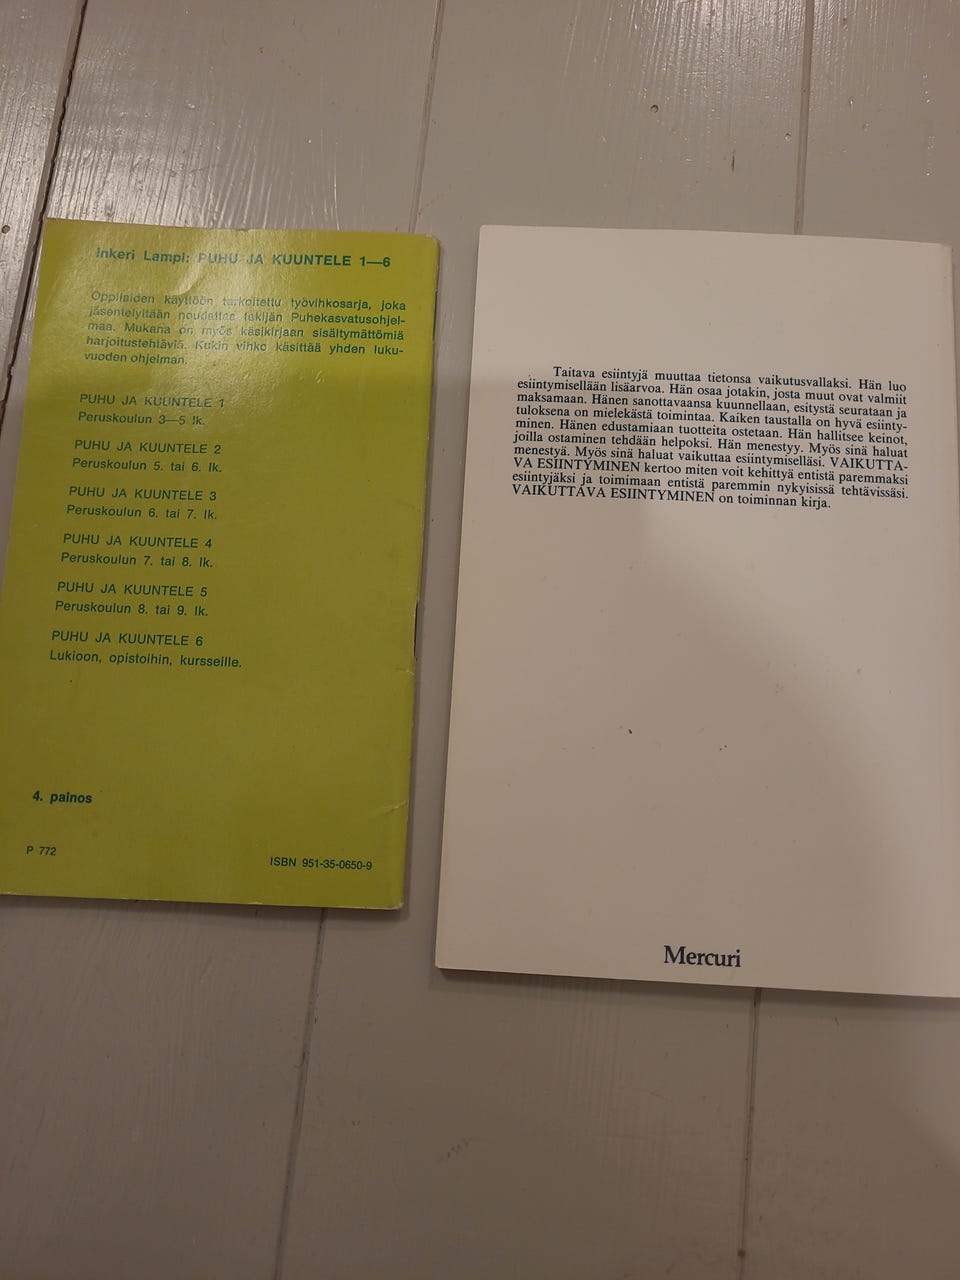 Inkeri Lampi: PUHU JA KUUNTELE 1—6
Oppilaiden käyttöön tarkoitettu työvihkosarja, joka
jäsentelyltään noudattaa tekijän Puhekasvatusohjel-
maa. Mukana on myös käsikirjaan sisältymättömiä
harjoitustehtäviä. Kukin vihko käsittää yhden luku-
vuoden ohjelman.
PUHU JA KUUNTELE 1
Peruskoulun 3—5 lk.
PUHU JA KUUNTELE 2
Peruskoulun 5. tai 6. lk.
PUHU JA KUUNTELE 3
Peruskoulun 6. tai 7. lk.
PUHU JA KUUNTELE 4
Peruskoulun 7. tai 8. lk.
PUHU JA KUUNTELE 5
Peruskoulun 8. tai 9. lk.
PUHU JA KUUNTELE 6
Lukioon, opistoihin, kursseille.
4. painos
P 772
ISBN 951-35-0650-9
Taitava esiintyjä muuttaa tietonsa vaikutusvallaksi. Hän luo
esiintymisellään lisäarvoa. Hän osaa jotakin, josta muut ovat valmiit
maksamaan. Hänen sanottavaansa kuunnellaan, esitystä seurataan ja
tuloksena on mielekästä toimintaa. Kaiken taustalla on hyvä esiinty-
minen. Hänen edustamiaan tuotteita ostetaan. Hän hallitsee keinot,
joilla ostaminen tehdään helpoksi. Hän menestyy. Myös sinä haluat
menestyä. Myös sinä haluat vaikuttaa esiintymiselläsi. VAIKUTTA-
VA ESIINTYMINEN kertoo miten voit kehittyä entistä paremmaksi
esiintyjäksi ja toimimaan entistä paremmin nykyisissä tehtävissäsi.
VAIKUTTAVA ESIINTYMINEN on toiminnan kirja.
Mercuri